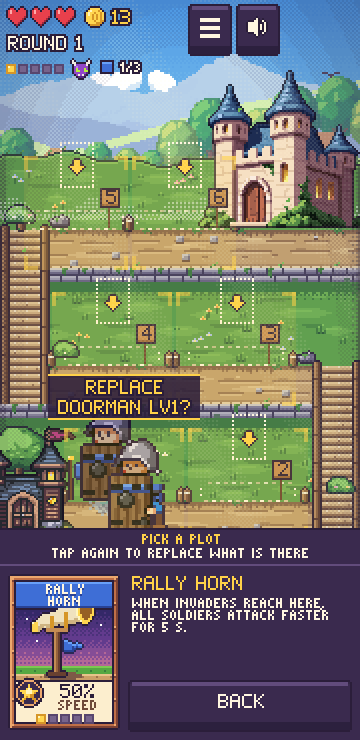 13
ROUND 1
1/3
5
6
4
3
REPLACE
DOORMAN LV1?
2
PICK A PLOT
TAP AGAIN TO REPLACE WHAT IS THERE
RALLY
HORN
50%
SPEED
RALLY HORN
WHEN INVADERS REACH HERE,
ALL SOLDIERS ATTACK FASTER
FOR 5 S.
BACK